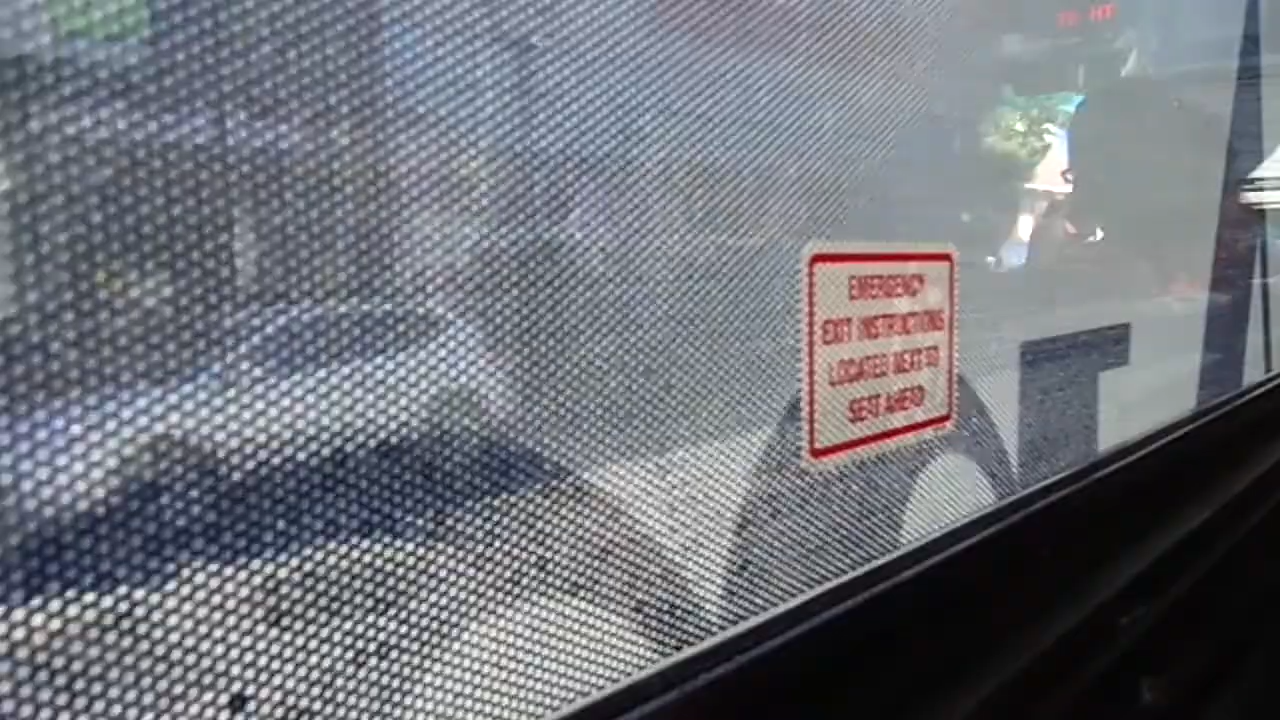 EMERGENCY
EXIT INSTRUCTIONS
LOCATED NEXT TO
SEAT AHEAD